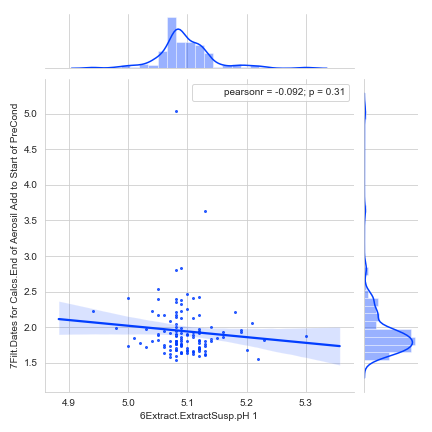 pearsonr = -0.092; p = 0.31
5.0
4.5
4.0
3.5
3.0
2.5
2.0
1.5
7Filt.Dates for Calcs.End of Aerosil Add to Start of PreCond
4.9 5.0 5.1 5.2 5.3
6Extract.ExtractSusp.pH 1